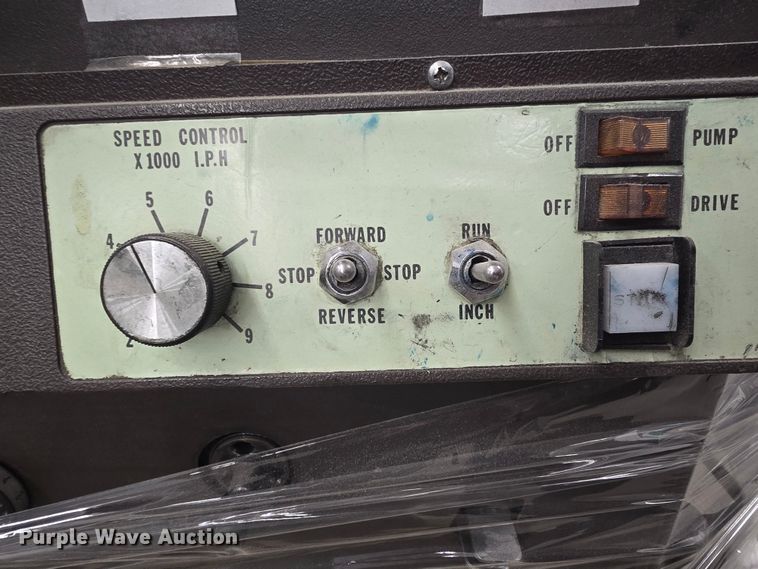 SPEED CONTROL
X1000 I.P.H
5 6
4 7
8
2 9
FORWARD
STOP STOP
REVERSE
RUN
INCH
OFF PUMP
OFF DRIVE
Purple Wave Auction